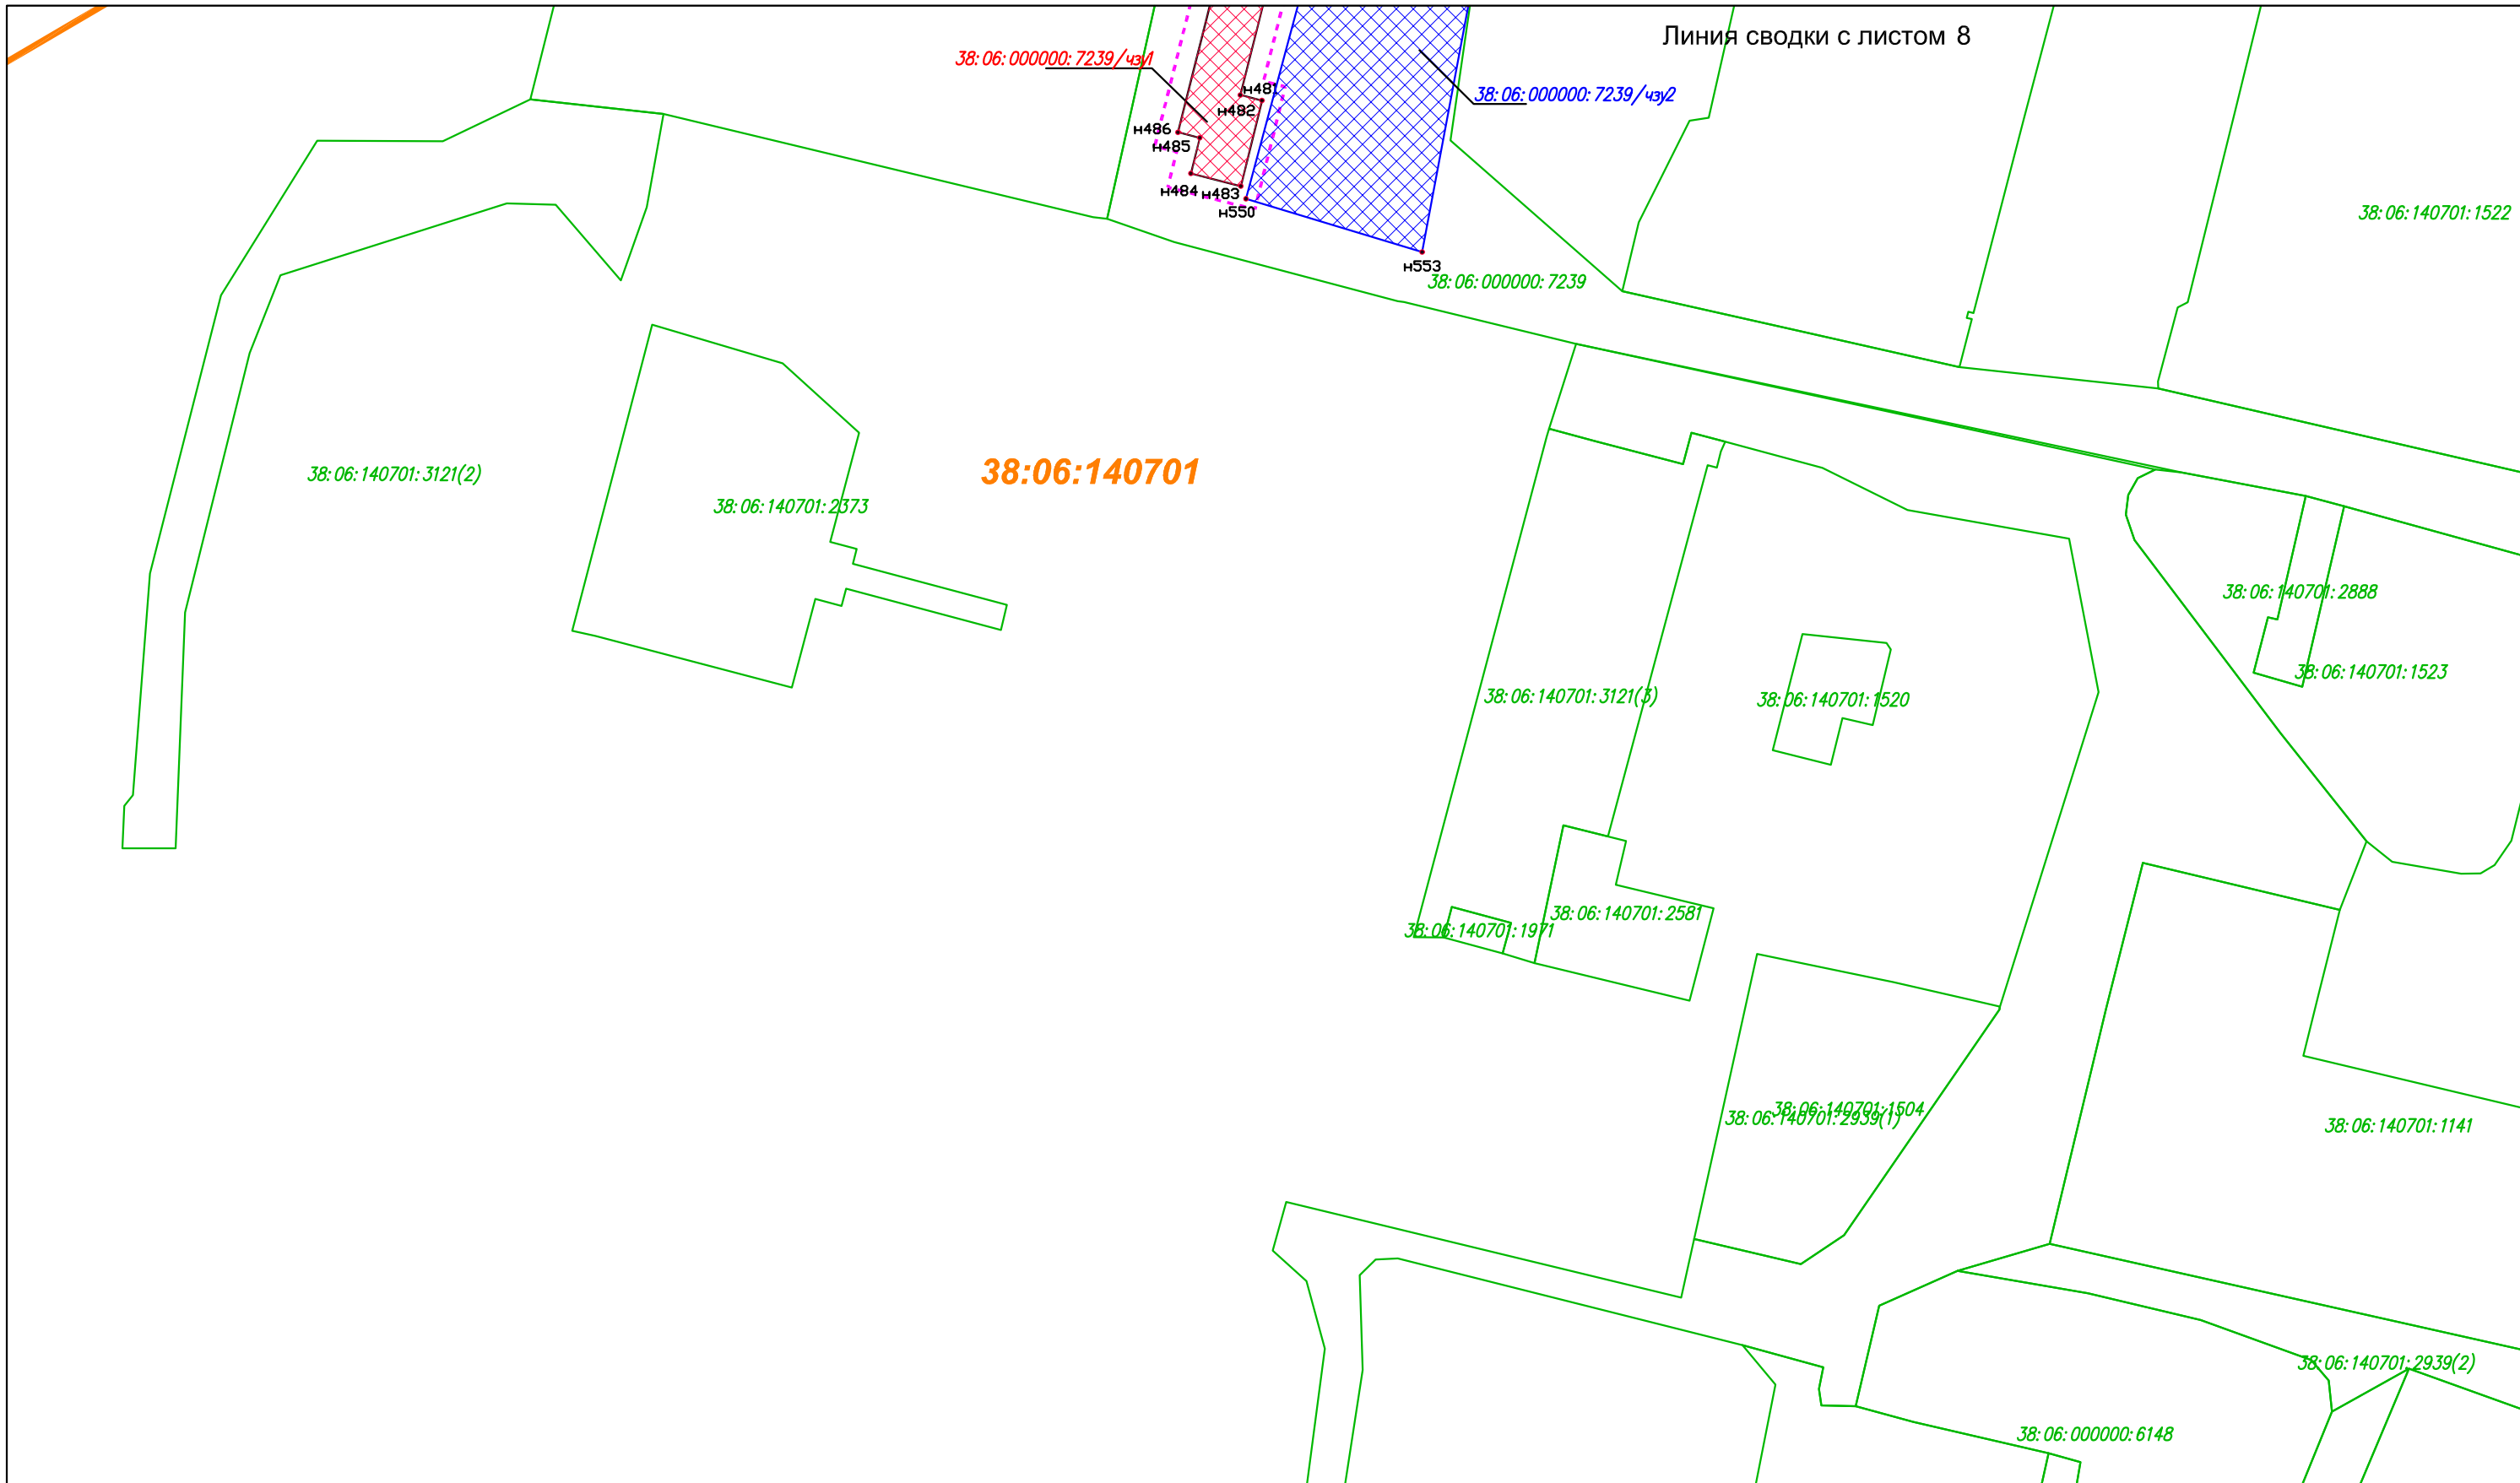 Линия сводки с листом 8
38:06:000000:7239/чзу1
38:06:000000:7239/чзу2
н481
н482
н486
н485
н484
н483
н550
н553
38:06:140701:1522
38:06:000000:7239
38:06:140701
38:06:140701:3121(2)
38:06:140701:2373
38:06:140701:2888
38:06:140701:1523
38:06:140701:3121(3)
38:06:140701:1520
38:06:140701:2581
38:06:140701:1971
38:06:140701:1504
38:06:140701:2939(1)
38:06:140701:1141
38:06:140701:2939(2)
38:06:000000:6148